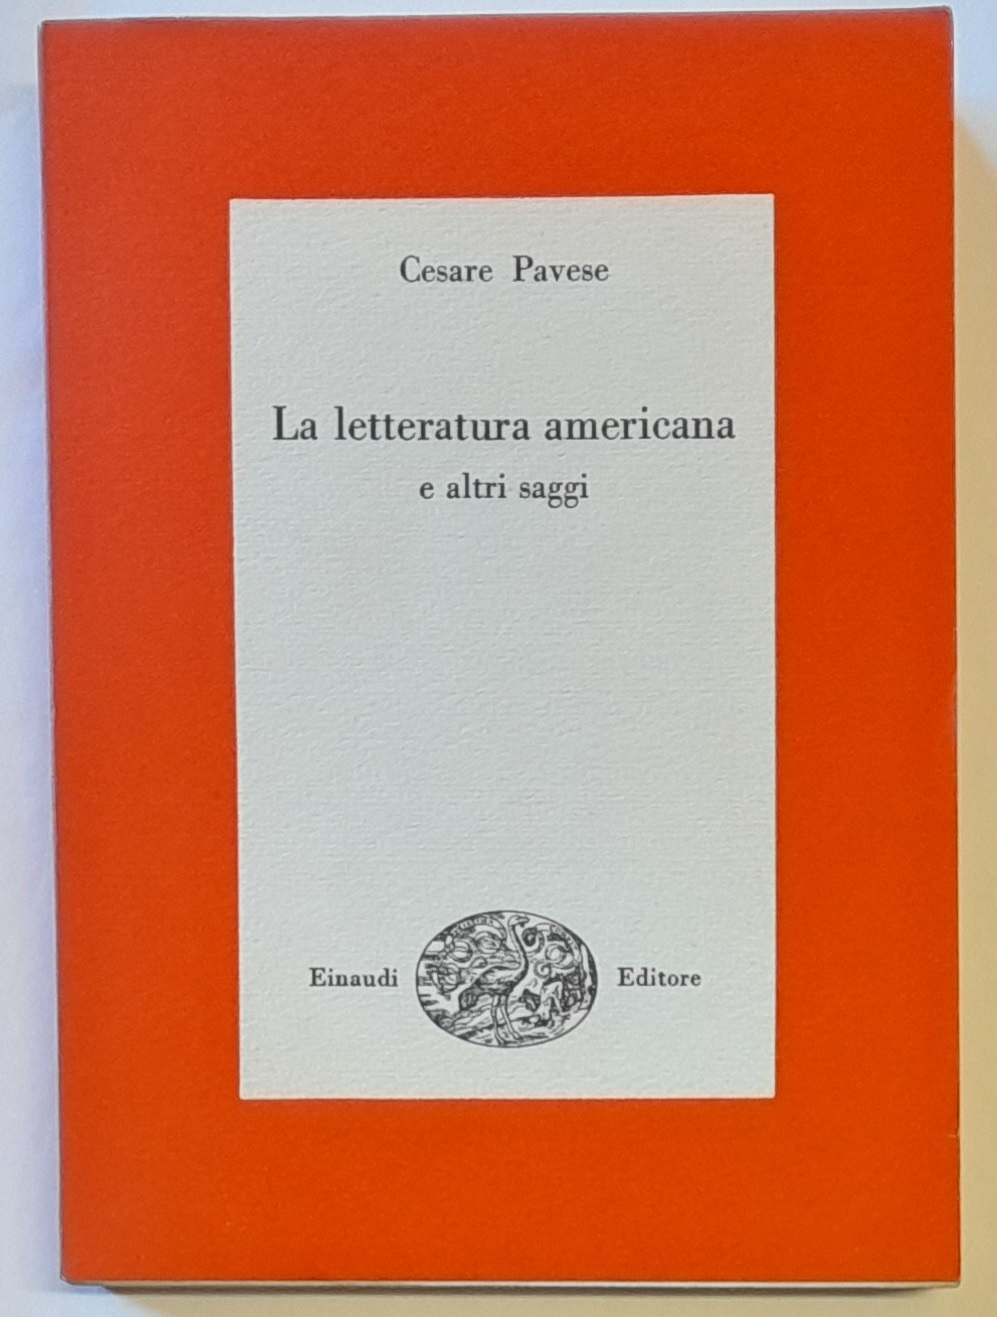 Cesare Pavese
La letteratura americana
e altri saggi
Einaudi Editore